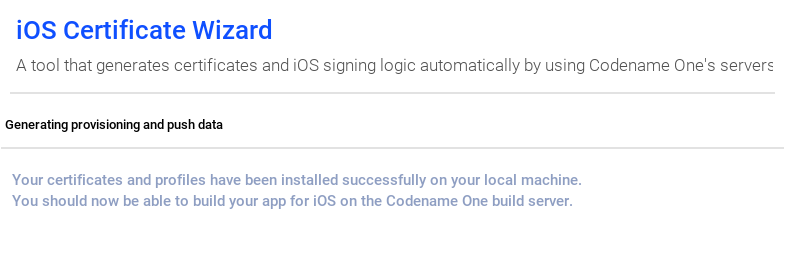 iOS Certificate Wizard
A tool that generates certificates and iOS signing logic automatically by using Codename One's servers
Generating provisioning and push data
Your certificates and profiles have been installed successfully on your local machine.
You should now be able to build your app for iOS on the Codename One build server.